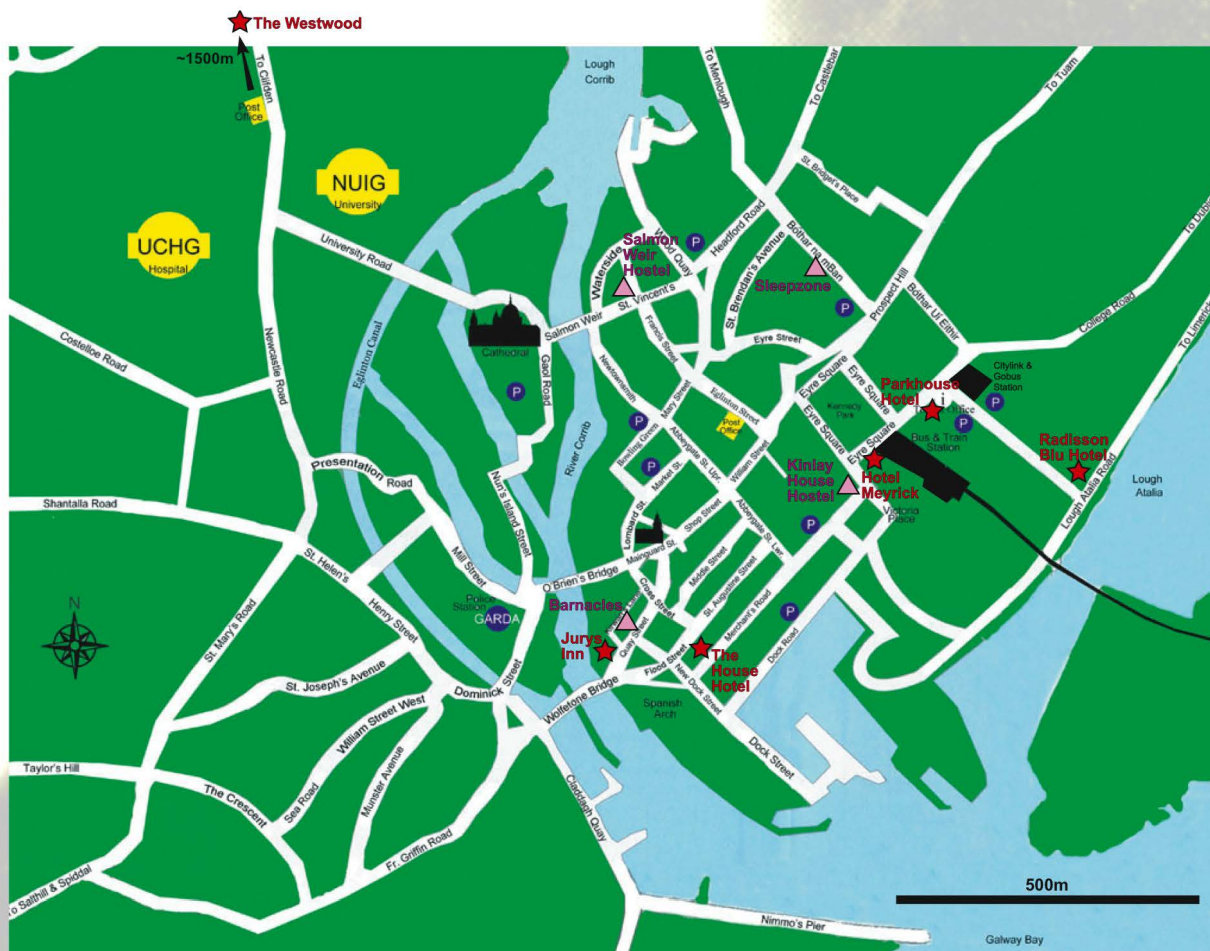 The Westwood
~1500m
To Clifden
Post
Office
Lough
Corrib
To Menlough
To Castlebar
To Tuam
St. Bridget's Place
NUIG
University
UCHG
Hospital
University Road
Waterside
Wood Quay
P
Headford Road
Bóthar na mBan
Salmon
Weir
Hostel
Sleepzone
St. Brendan's Avenue
P
Prospect Hill
Bóthar Uí Eithir
College Road
To Limerick
Costelloe Road
Newcastle Road
Eglinton Canal
Cathedral
Salmon Weir
St. Vincent's
Francis Street
Eyre Street
Gaol Road
P
Newtownsmith
Eyre Square
Eyre Square
Kennedy
Park
Eyre Square
Eyre Square
Parkhouse
Hotel
i
Office
Citylink &
Gobus
Station
P
P
Bus & Train
Station
Mary Street
Eglinton Street
Post
Office
P
Bowling Green
Abbeygate St. Upr.
William Street
River Corrib
P
Market St.
Kinlay
House
Hostel
Hotel
Meyrick
Victoria
Place
Radisson
Blu Hotel
Lough Atalia Road
Lough
Atalia
Presentation Road
Shantalla Road
Nun's Island Street
Lombard St.
Shop Street
Mainguard St.
Abbeygate St. Lwr.
P
St. Helen's
Mill Street
O'Brien's Bridge
Middle Street
St. Augustine Street
Cross Street
Merchant's Road
P
Dock Road
Henry Street
Police
Station
GARDA
Barnacles
Jurys
Inn
Quay Street
Flood Street
The
House
Hotel
New Dock Street
N
St. Mary's Road
St. Joseph's Avenue
Dominick Street
Wolfetone Bridge
Spanish
Arch
Dock Street
William Street West
Taylor's Hill
The Crescent
Sea Road
Munster Avenue
Fr. Griffin Road
Claddagh Quay
To Salthill & Spiddal
500m
Nimmo's Pier
Galway Bay